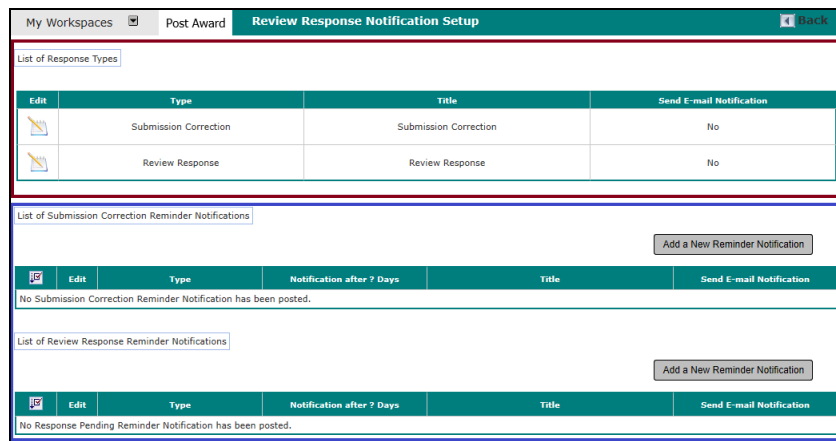 My Workspaces Post Award Review Response Notification Setup Back
List of Response Types
Edit Type Title Send E-mail Notification
Submission Correction Submission Correction No
Review Response Review Response No
List of Submission Correction Reminder Notifications
Add a New Reminder Notification
Edit Type Notification after ? Days Title Send E-mail Notification
No Submission Correction Reminder Notification has been posted.
List of Review Response Reminder Notifications
Add a New Reminder Notification
Edit Type Notification after ? Days Title Send E-mail Notification
No Response Pending Reminder Notification has been posted.